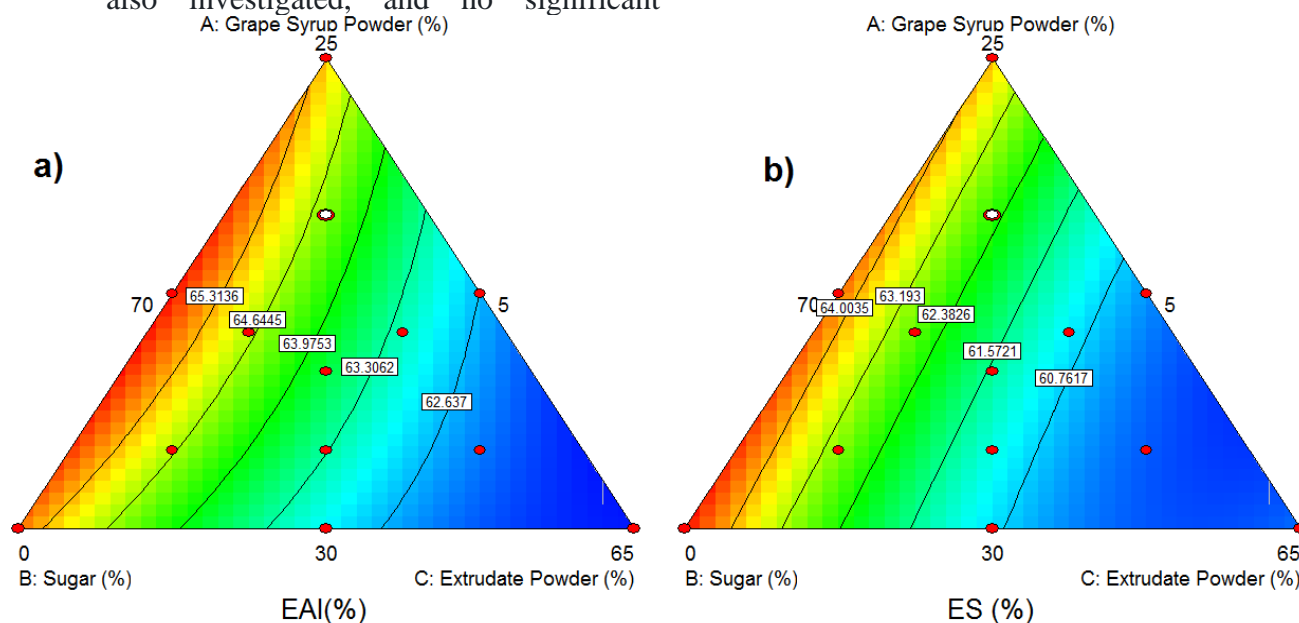 also investigated, and no significant
A: Grape Syrup Powder (%)
25
a)
70
5
65.3136
64.6445
63.9753
63.3062
62.637
0
30
65
B: Sugar (%)
C: Extrudate Powder (%)
EAI(%)
A: Grape Syrup Powder (%)
25
b)
70
5
64.0035
63.193
62.3826
61.5721
60.7617
0
30
65
B: Sugar (%)
C: Extrudate Powder (%)
ES (%)